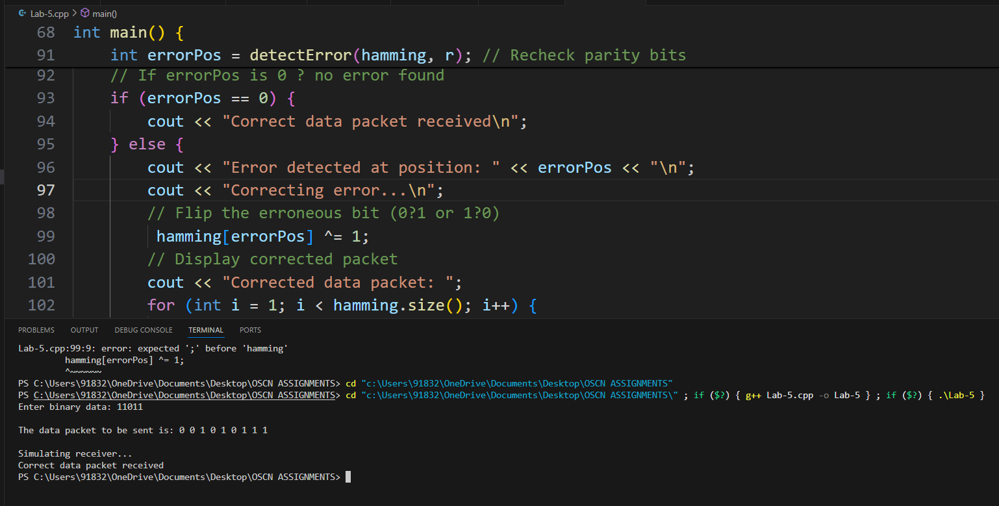 Lab-5.cpp > main()
68 int main() {
91 int errorPos = detectError(hamming, r); // Recheck parity bits
92 // If errorPos is 0 ? no error found
93 if (errorPos == 0) {
94 cout << "Correct data packet received\n";
95 } else {
96 cout << "Error detected at position: " << errorPos << "\n";
97 cout << "Correcting error...\n";
98 // Flip the erroneous bit (0?1 or 1?0)
99 hamming[errorPos] ^= 1;
100 // Display corrected packet
101 cout << "Corrected data packet: ";
102 for (int i = 1; i < hamming.size(); i++) {
PROBLEMS OUTPUT DEBUG CONSOLE TERMINAL PORTS
Lab-5.cpp:99:9: error: expected ';' before 'hamming'
hamming[errorPos] ^= 1;
^~~~~~~
PS C:\Users\91832\OneDrive\Documents\Desktop\OSCN ASSIGNMENTS> cd "c:\Users\91832\OneDrive\Documents\Desktop\OSCN ASSIGNMENTS"
PS C:\Users\91832\OneDrive\Documents\Desktop\OSCN ASSIGNMENTS> cd "c:\Users\91832\OneDrive\Documents\Desktop\OSCN ASSIGNMENTS\" ; if ($?) { g++ Lab-5.cpp -o Lab-5 } ; if ($?) { .\Lab-5 }
Enter binary data: 11011
The data packet to be sent is: 0 0 1 0 1 0 1 1 1
Simulating receiver...
Correct data packet received
PS C:\Users\91832\OneDrive\Documents\Desktop\OSCN ASSIGNMENTS>